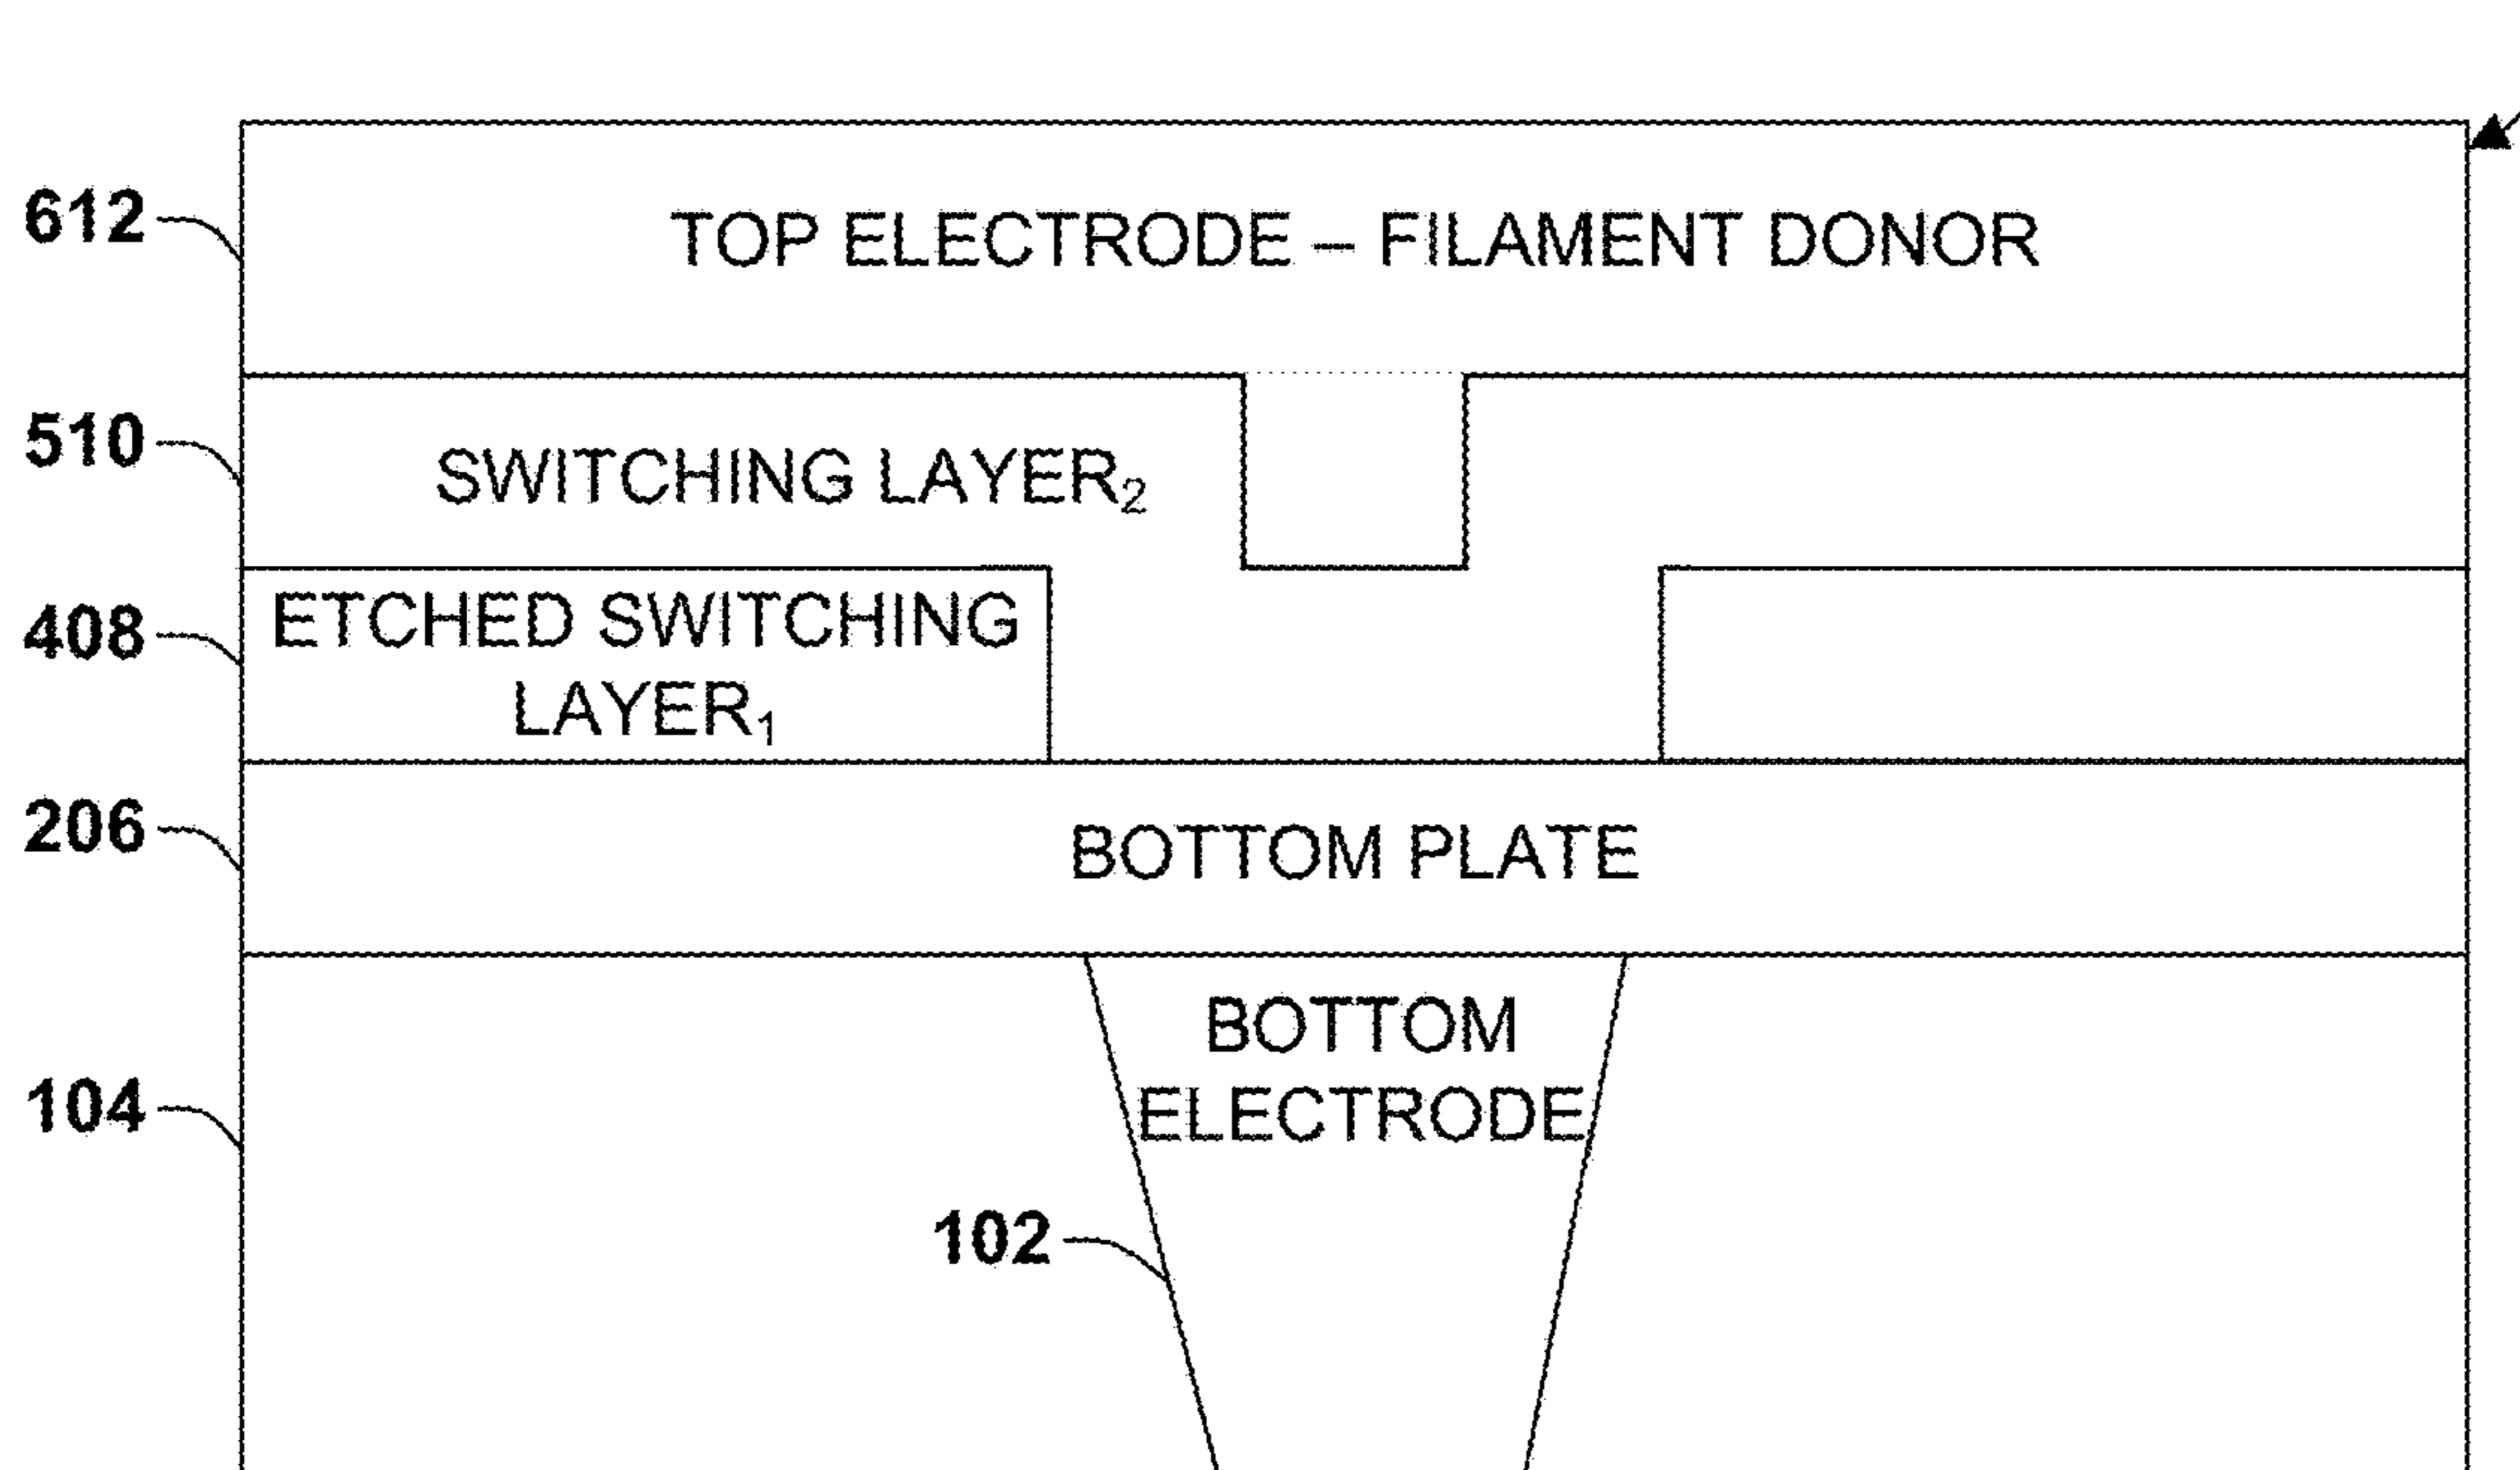 612
TOP ELECTRODE – FILAMENT DONOR
510
SWITCHING LAYER₂
408
ETCHED SWITCHING
LAYER₁
206
BOTTOM PLATE
BOTTOM
ELECTRODE
104
102